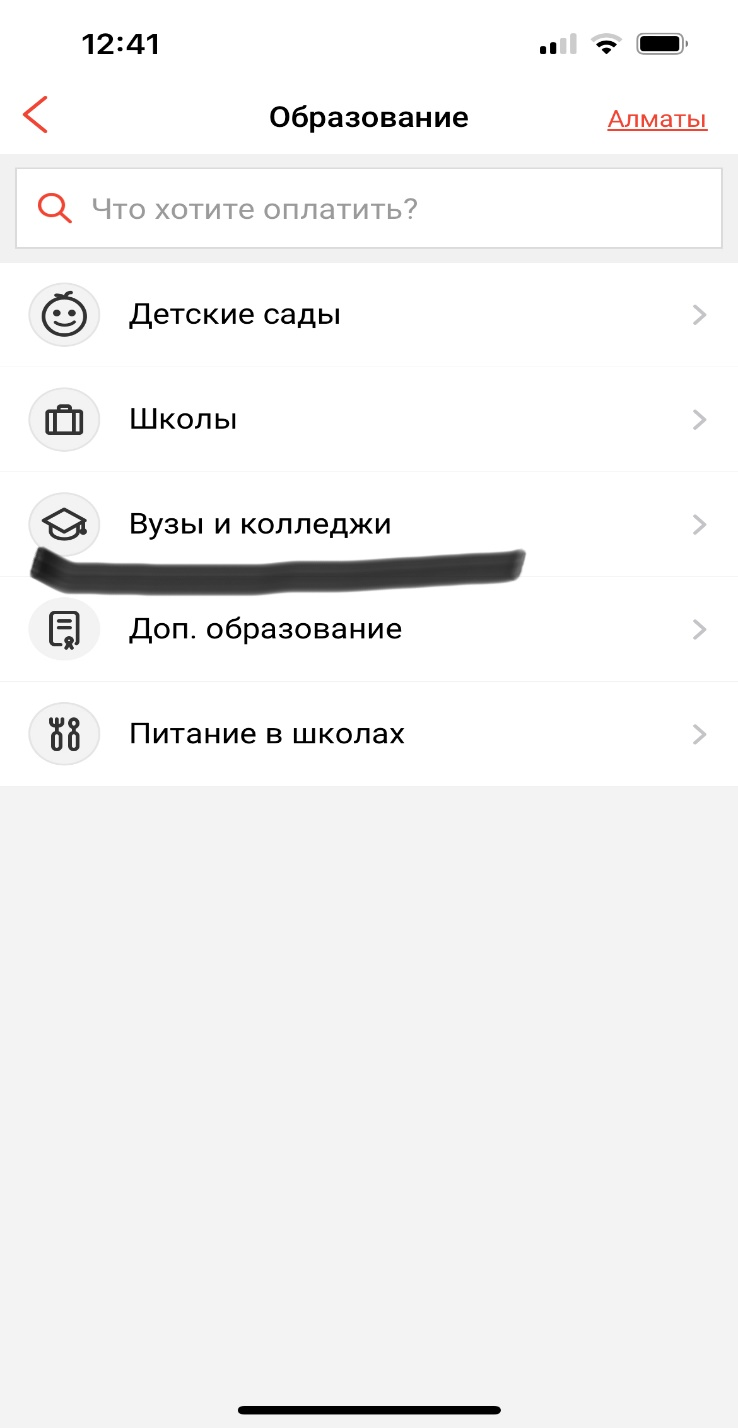 12:41
Образование
Алматы
Что хотите оплатить?
Детские сады
Школы
Вузы и колледжи
Доп. образование
Питание в школах